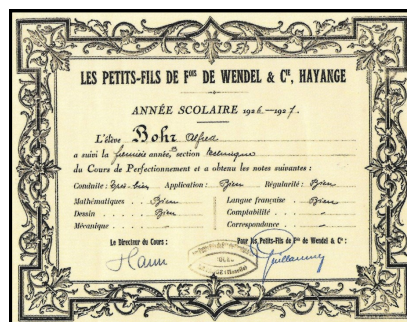 LES PETITS-FILS DE Fois DE WENDEL & Cie, HAYANGE
ANNÉE SCOLAIRE 1926-1927.
L'élève Bohr Alfred
a suivi la première année, section technique
du Cours de Perfectionnement et a obtenu les notes suivantes :
Conduite : Très-bien Application : Bien Régularité : Bien
Mathématiques . . . Bien Langue française . . Bien
Dessin . . . . Bien Comptabilité . . . . "
Mécanique . . . . " Correspondance . . . "
Le Directeur du Cours : Pour les Petits-Fils de Fois de Wendel & Cie :